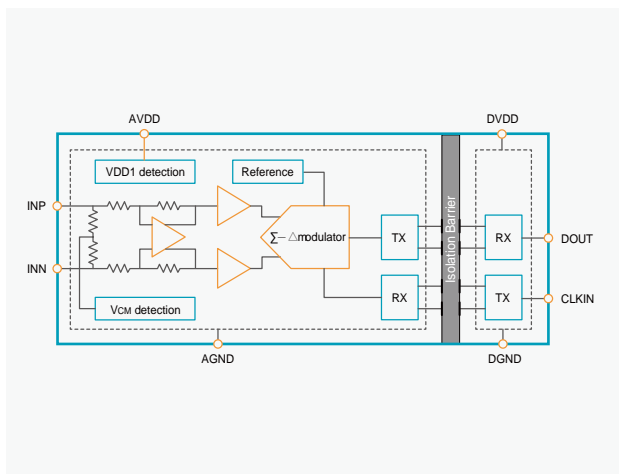 AVDD
DVDD
VDD1 detection
Reference
INP
INN
∑−△modulator
TX
RX
Isolation Barrier
RX
TX
DOUT
CLKIN
VCM detection
AGND
DGND